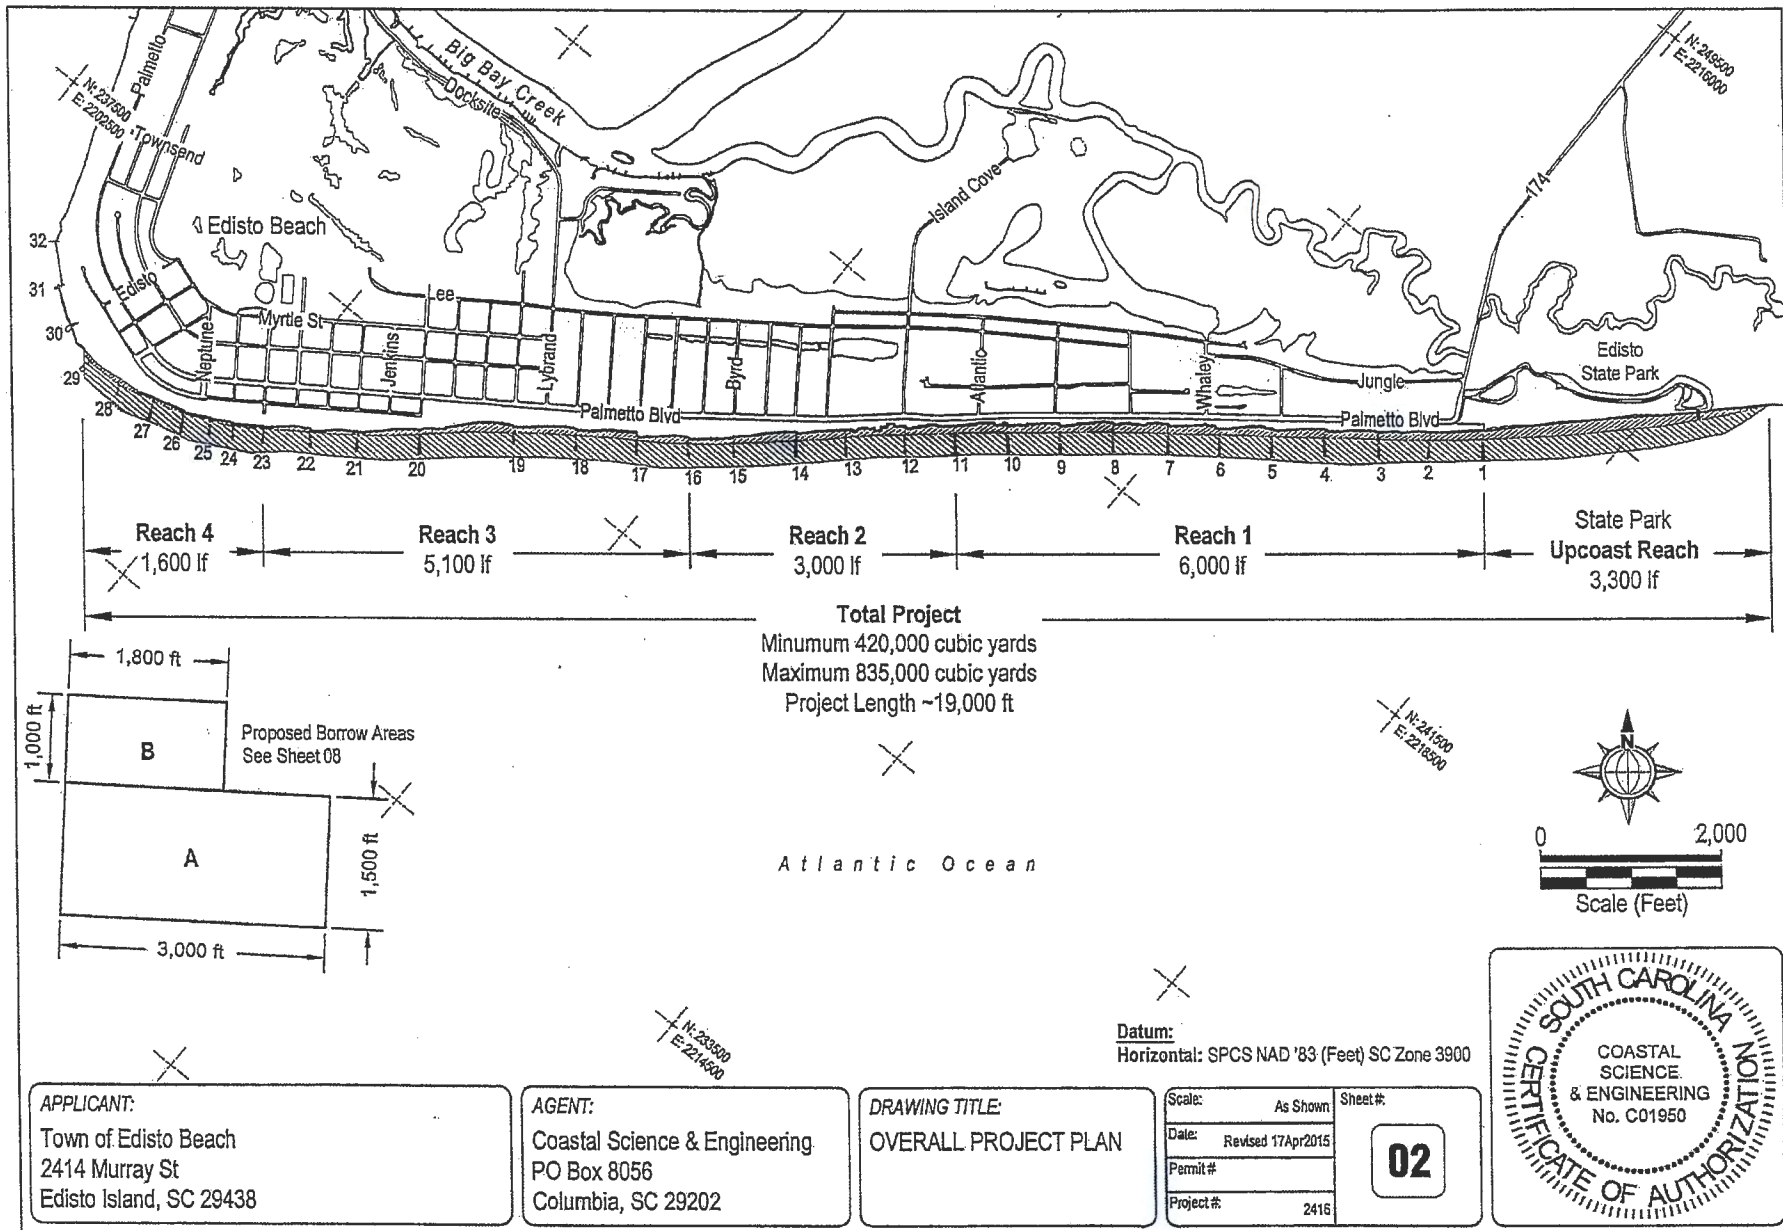 Palmetto
N: 237500
E: 2202500
Townsend
Big Bay Creek
Docksite
Island Cove
174
N: 249500
E: 2216000
Edisto Beach
Edisto
Neptune
Myrtle St
Lee
Jenkins
Lybrand
Byrd
Atlantic
Whaley
Jungle
Palmetto Blvd
Palmetto Blvd
Edisto
State Park
32
31
30
29
28
27
26
25
24
23
22
21
20
19
18
17
16
15
14
13
12
11
10
9
8
7
6
5
4
3
2
1
Reach 4
1,600 lf
Reach 3
5,100 lf
Reach 2
3,000 lf
Reach 1
6,000 lf
State Park
Upcoast Reach
3,300 lf
Total Project
Minumum 420,000 cubic yards
Maximum 835,000 cubic yards
Project Length ~19,000 ft
1,800 ft
1,000 ft
B
Proposed Borrow Areas
See Sheet 08
A
1,500 ft
3,000 ft
Atlantic Ocean
N: 241500
E: 2218500
N
0 2,000
Scale (Feet)
N: 233500
E: 2214500
Datum:
Horizontal: SPCS NAD '83 (Feet) SC Zone 3900
APPLICANT:
Town of Edisto Beach
2414 Murray St
Edisto Island, SC 29438
AGENT:
Coastal Science & Engineering
PO Box 8056
Columbia, SC 29202
DRAWING TITLE:
OVERALL PROJECT PLAN
Scale: As Shown
Date: Revised 17Apr2015
Permit #
Project #: 2416
Sheet #:
02
SOUTH CAROLINA
CERTIFICATE OF AUTHORIZATION
COASTAL
SCIENCE
& ENGINEERING
No. C01950